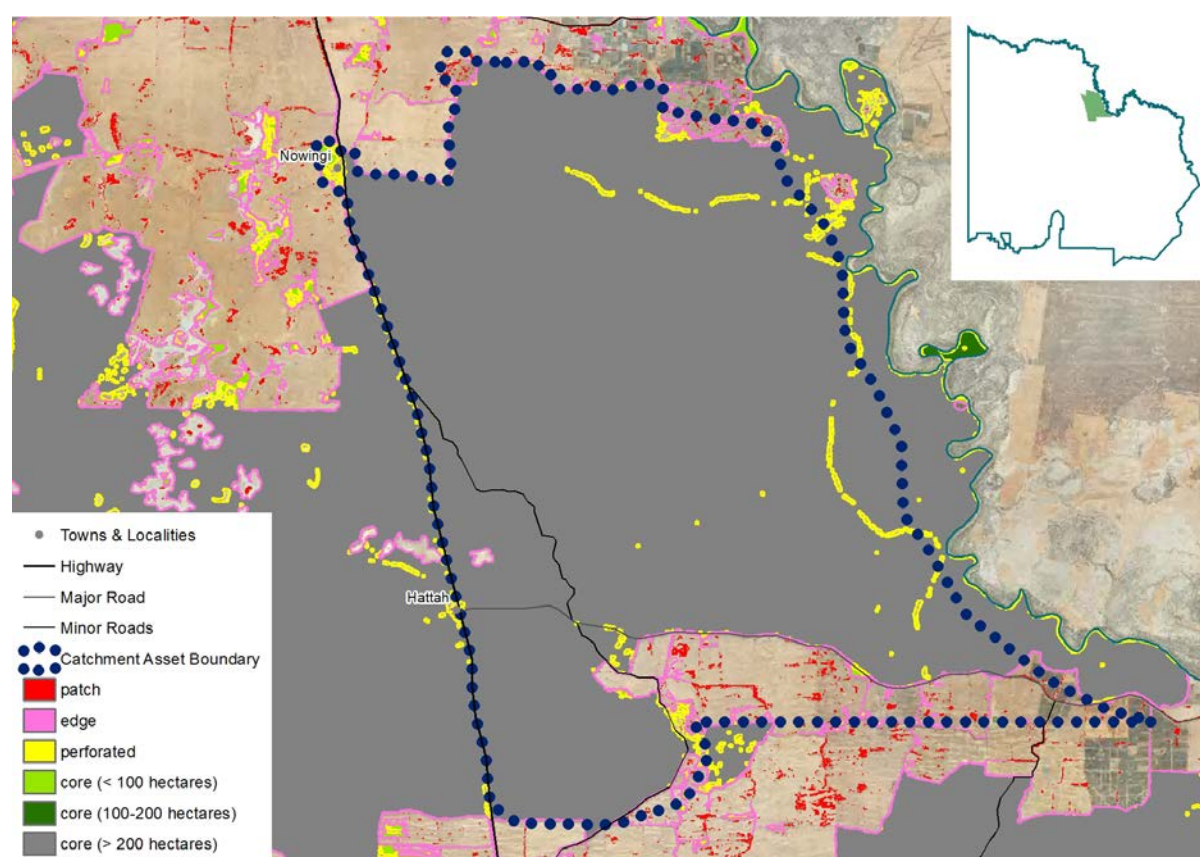 Nowingi
Hattah
Towns & Localities
Highway
Major Road
Minor Roads
Catchment Asset Boundary
patch
edge
perforated
core (< 100 hectares)
core (100-200 hectares)
core (> 200 hectares)